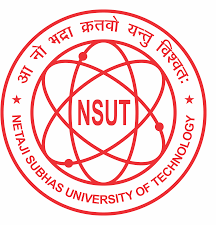 आ नो भद्रा क्रतवो यन्तु विश्वतः
NSUT
NETAJI SUBHAS UNIVERSITY OF TECHNOLOGY